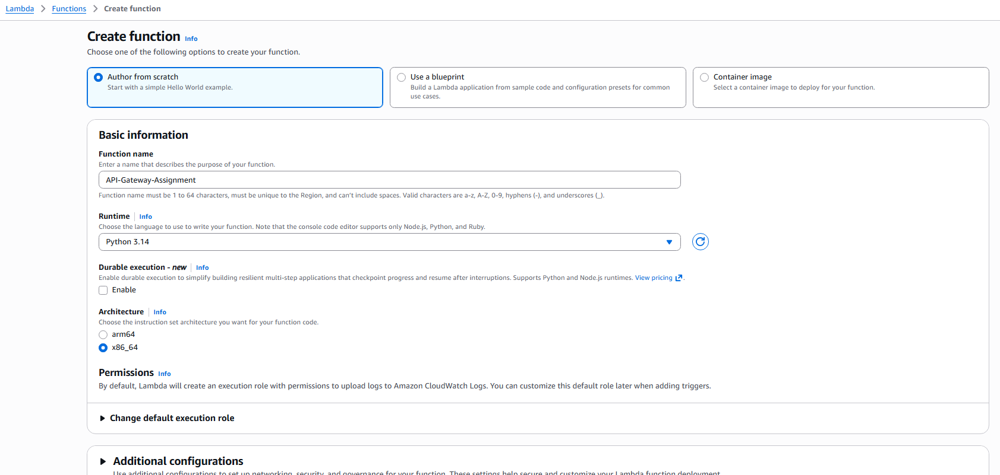 Lambda > Functions > Create function
Create function Info
Choose one of the following options to create your function.
Author from scratch
Start with a simple Hello World example.
Use a blueprint
Build a Lambda application from sample code and configuration presets for common
use cases.
Container image
Select a container image to deploy for your function.
Basic information
Function name
Enter a name that describes the purpose of your function.
API-Gateway-Assignment
Function name must be 1 to 64 characters, must be unique to the Region, and can't include spaces. Valid characters are a-z, A-Z, 0-9, hyphens (-), and underscores (_).
Runtime Info
Choose the language to use to write your function. Note that the console code editor supports only Node.js, Python, and Ruby.
Python 3.14
Durable execution - new Info
Enable durable execution to simplify building resilient multi-step applications that checkpoint progress and resume after interruptions. Supports Python and Node.js runtimes. View pricing .
Enable
Architecture Info
Choose the instruction set architecture you want for your function code.
arm64
x86_64
Permissions Info
By default, Lambda will create an execution role with permissions to upload logs to Amazon CloudWatch Logs. You can customize this default role later when adding triggers.
Change default execution role
Additional configurations
Use additional configurations to set up networking, security, and governance for your function. These settings help secure and customize your Lambda function deployment.